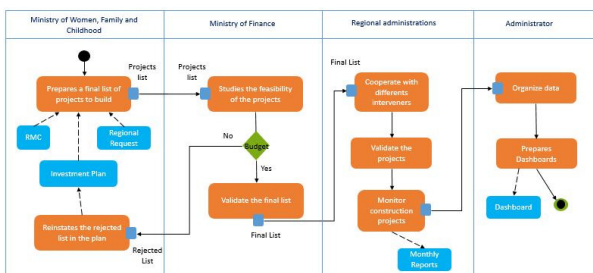 Ministry of Women, Family and
Childhood
Ministry of Finance
Regional administrations
Administrator
Projects
list
Projects
list
Final List
Prepares a final list of
projects to build
Studies the feasibility
of the projects
Cooperate with
differents
interveners
Organize data
RMC
Regional
Request
No
Budget
Yes
Validate the
projects
Prepares
Dashboards
Investment Plan
Validate the final list
Monitor
construction
projects
Dashboard
Reinstates the rejected
list in the plan
Rejected
List
Final List
Monthly
Reports